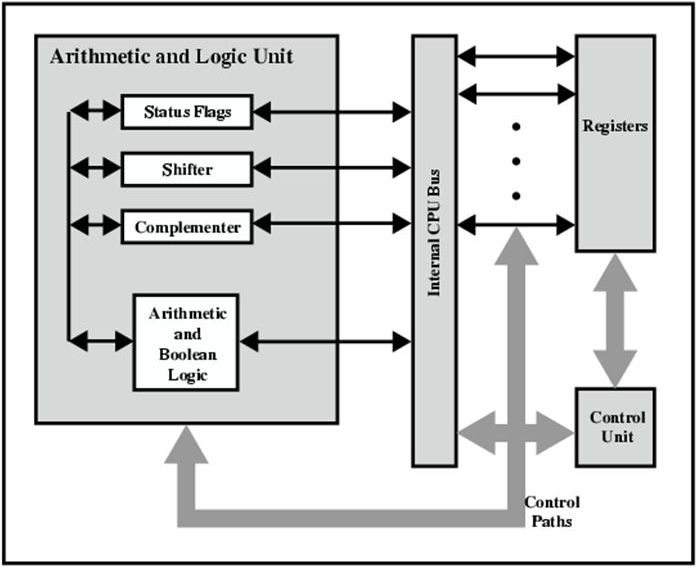 Arithmetic and Logic Unit
Status Flags
Shifter
Complementer
Arithmetic
and
Boolean
Logic
Internal CPU Bus
Registers
Control
Unit
Control
Paths